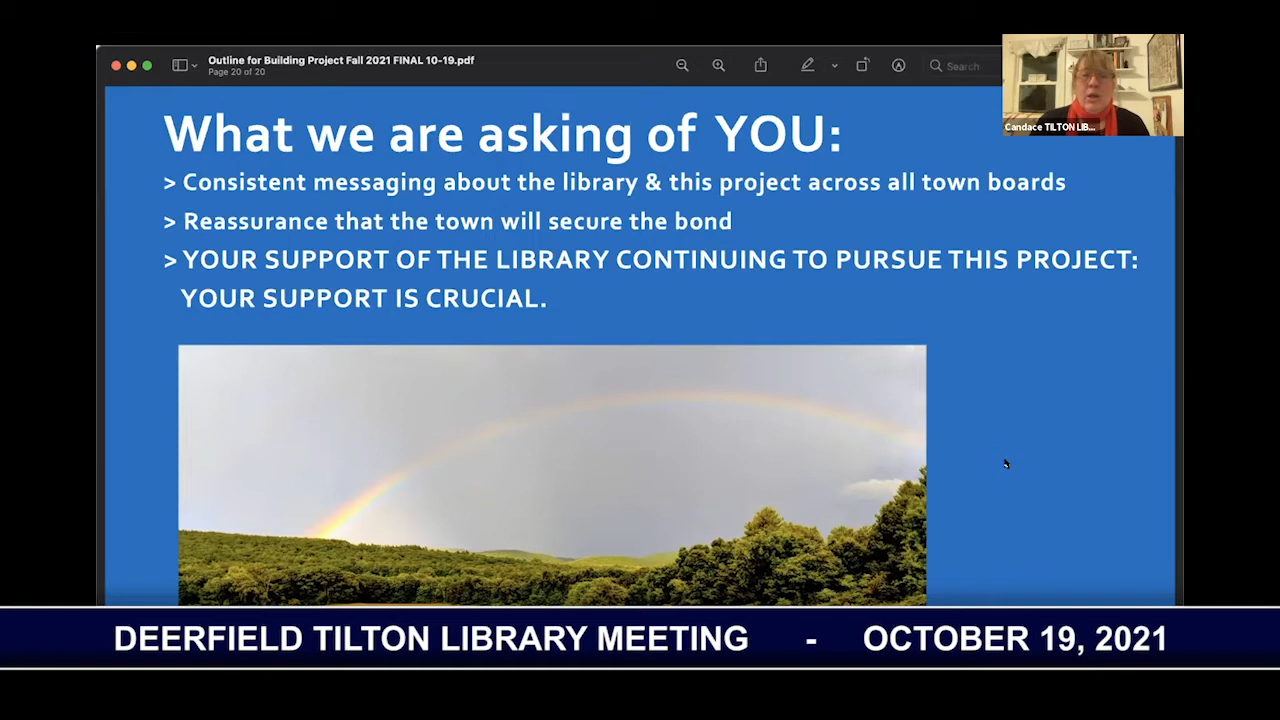 Outline for Building Project Fall 2021 FINAL 10-19.pdf
Page 20 of 20
Search
Candace TILTON LIB...
What we are asking of YOU:
> Consistent messaging about the library & this project across all town boards
> Reassurance that the town will secure the bond
> YOUR SUPPORT OF THE LIBRARY CONTINUING TO PURSUE THIS PROJECT:
YOUR SUPPORT IS CRUCIAL.
DEERFIELD TILTON LIBRARY MEETING - OCTOBER 19, 2021